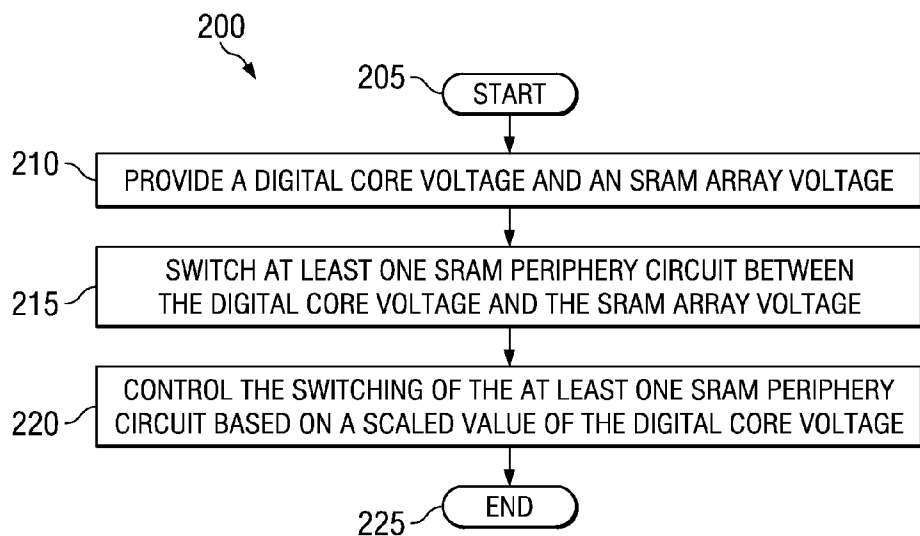 200
205
START
210
PROVIDE A DIGITAL CORE VOLTAGE AND AN SRAM ARRAY VOLTAGE
215
SWITCH AT LEAST ONE SRAM PERIPHERY CIRCUIT BETWEEN
THE DIGITAL CORE VOLTAGE AND THE SRAM ARRAY VOLTAGE
220
CONTROL THE SWITCHING OF THE AT LEAST ONE SRAM PERIPHERY
CIRCUIT BASED ON A SCALED VALUE OF THE DIGITAL CORE VOLTAGE
225
END